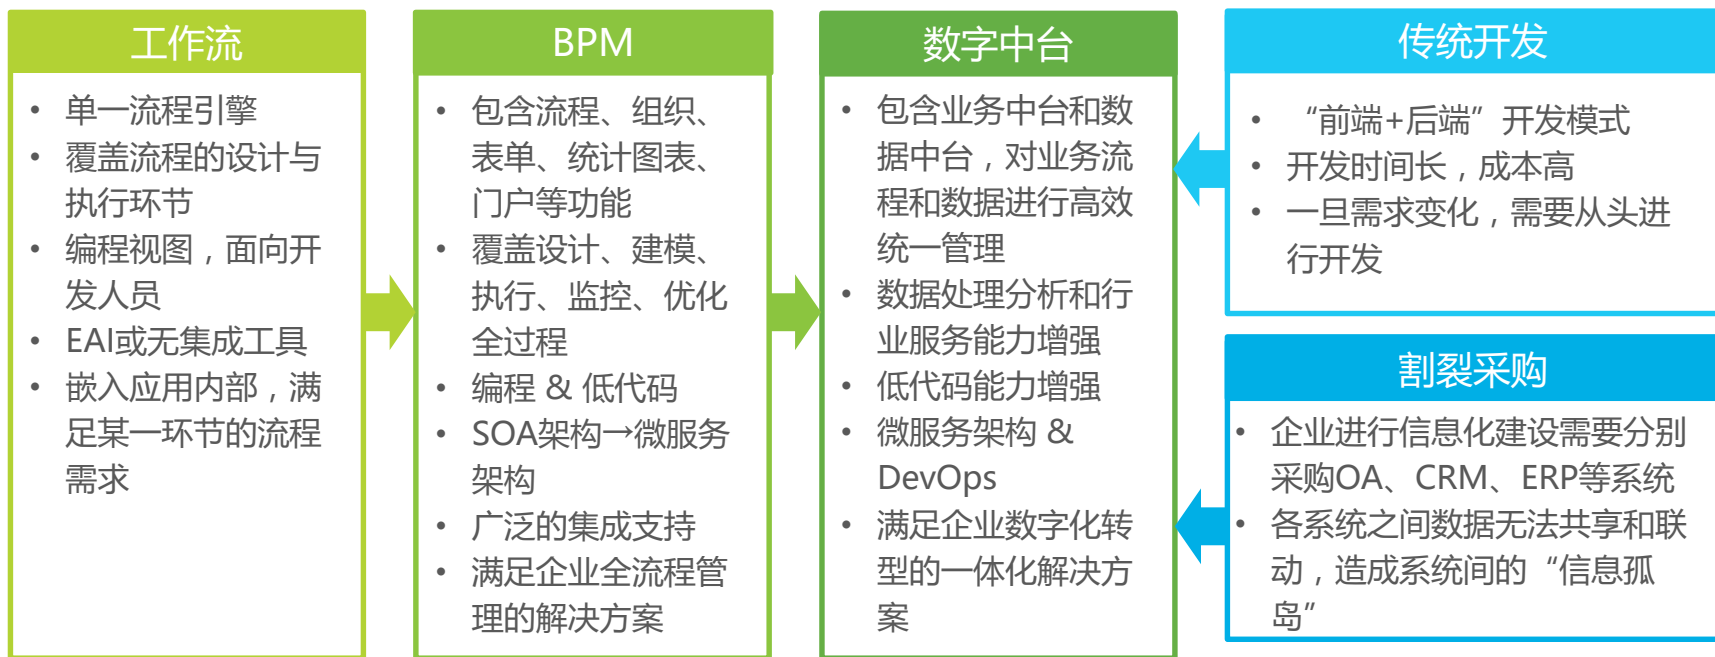 工作流
• 单一流程引擎
• 覆盖流程的设计与
执行环节
• 编程视图，面向开
发人员
• EAI或无集成工具
• 嵌入应用内部，满
足某一环节的流程
需求
BPM
• 包含流程、组织、
表单、统计图表、
门户等功能
• 覆盖设计、建模、
执行、监控、优化
全过程
• 编程 & 低代码
• SOA架构→微服务
架构
• 广泛的集成支持
• 满足企业全流程管
理的解决方案
数字中台
• 包含业务中台和数
据中台，对业务流
程和数据进行高效
统一管理
• 数据处理分析和行
业服务能力增强
• 低代码能力增强
• 微服务架构 &
DevOps
• 满足企业数字化转
型的一体化解决方
案
传统开发
• “前端+后端”开发模式
• 开发时间长，成本高
• 一旦需求变化，需要从头进
行开发
割裂采购
• 企业进行信息化建设需要分别
采购OA、CRM、ERP等系统
• 各系统之间数据无法共享和联
动，造成系统间的“信息孤
岛”